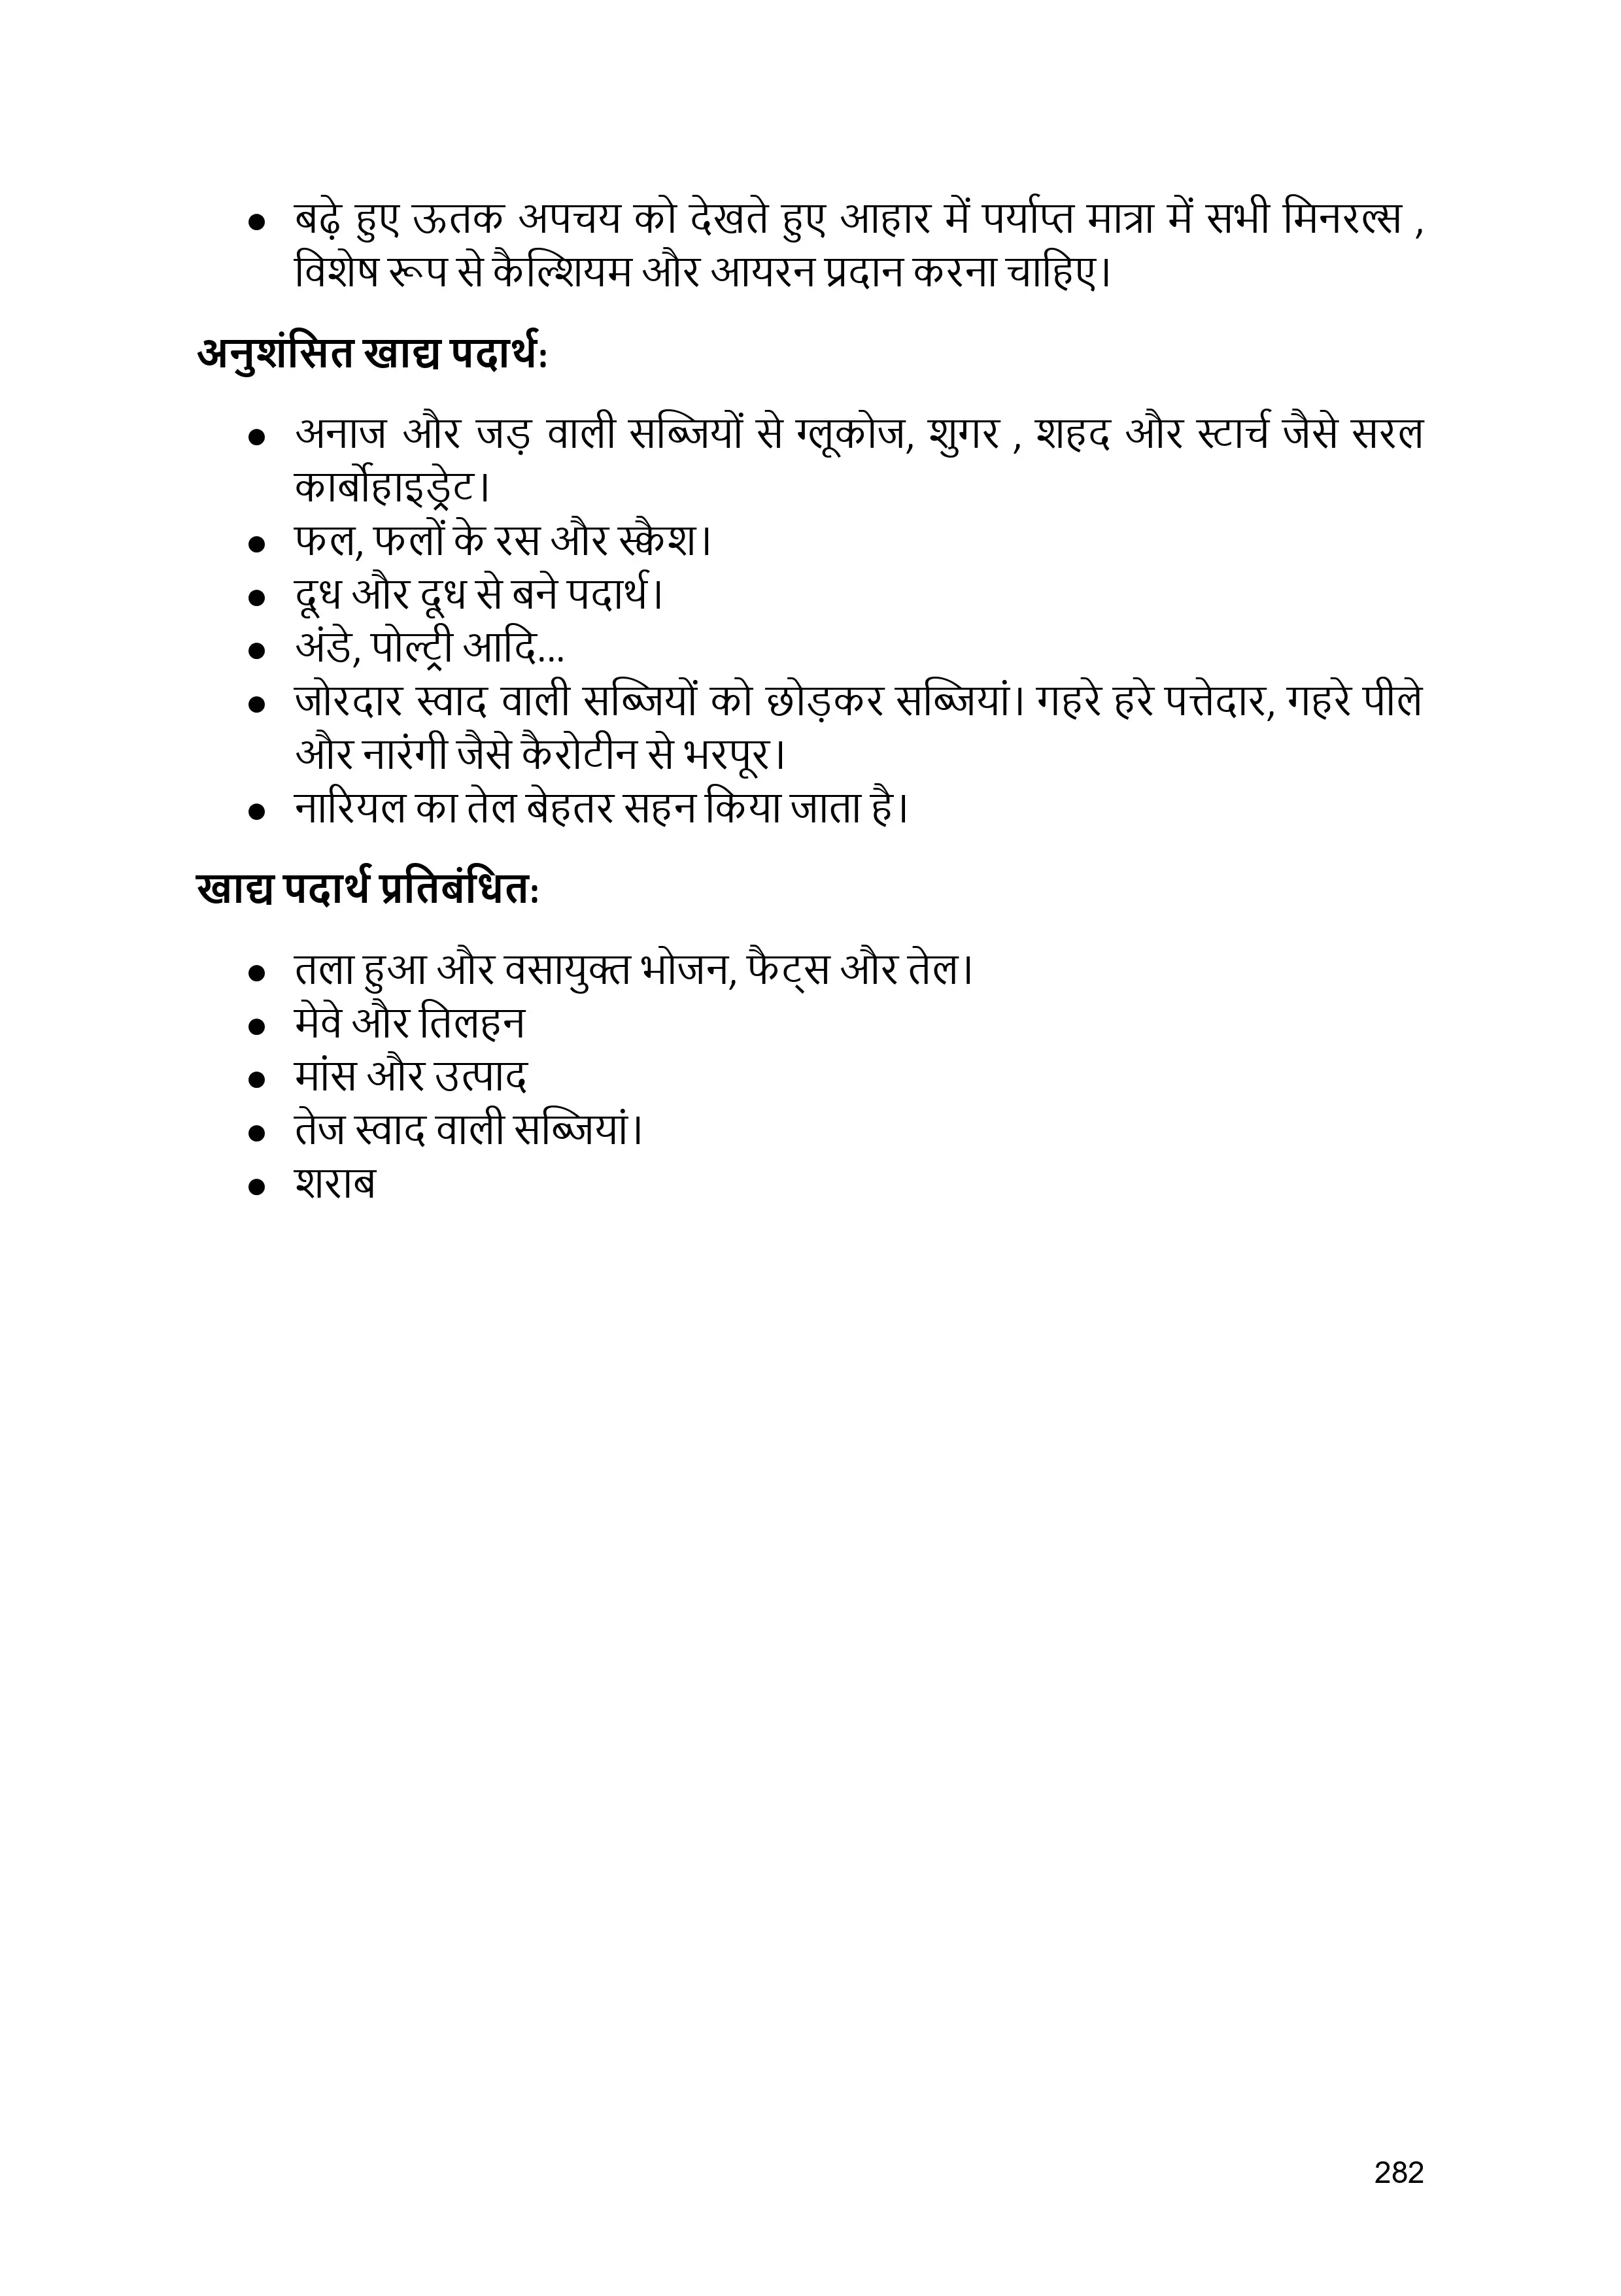 ● बढ़े हुए ऊतक अपचय को देखते हुए आहार में पर्याप्त मात्रा में सभी मिनरल्स ,
विशेष रूप से कैल्शियम और आयरन प्रदान करना चाहिए।
अनुशंसित खाद्य पदार्थ:
● अनाज और जड़ वाली सब्जियों से ग्लूकोज, शुगर , शहद और स्टार्च जैसे सरल
कार्बोहाइड्रेट।
● फल, फलों के रस और स्क्वैश।
● दूध और दूध से बने पदार्थ।
● अंडे, पोल्ट्री आदि...
● जोरदार स्वाद वाली सब्जियों को छोड़कर सब्जियां। गहरे हरे पत्तेदार, गहरे पीले
और नारंगी जैसे कैरोटीन से भरपूर।
● नारियल का तेल बेहतर सहन किया जाता है।
खाद्य पदार्थ प्रतिबंधित:
● तला हुआ और वसायुक्त भोजन, फैट्स और तेल।
● मेवे और तिलहन
● मांस और उत्पाद
● तेज स्वाद वाली सब्जियां।
● शराब
282